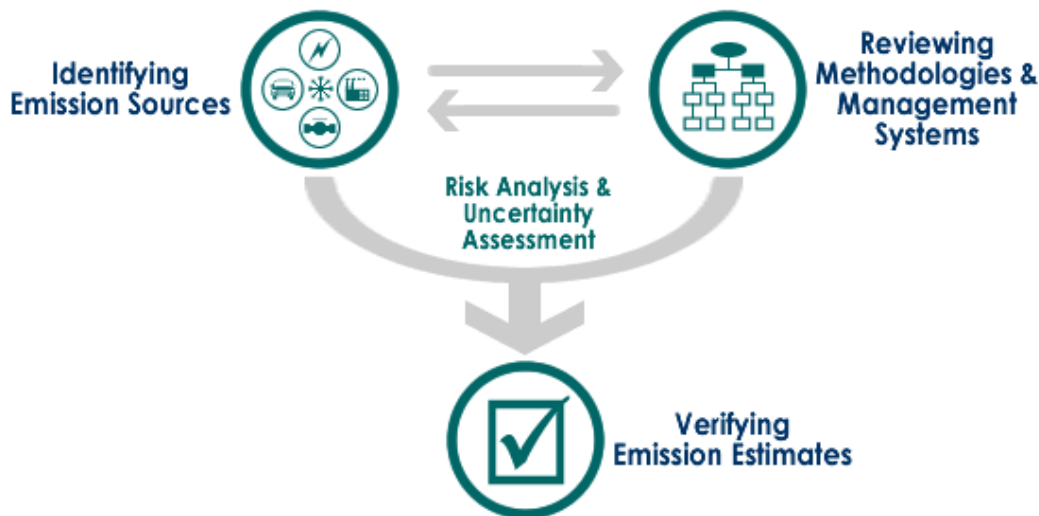 Identifying
Emission Sources
Reviewing
Methodologies &
Management
Systems
Risk Analysis &
Uncertainty
Assessment
Verifying
Emission Estimates